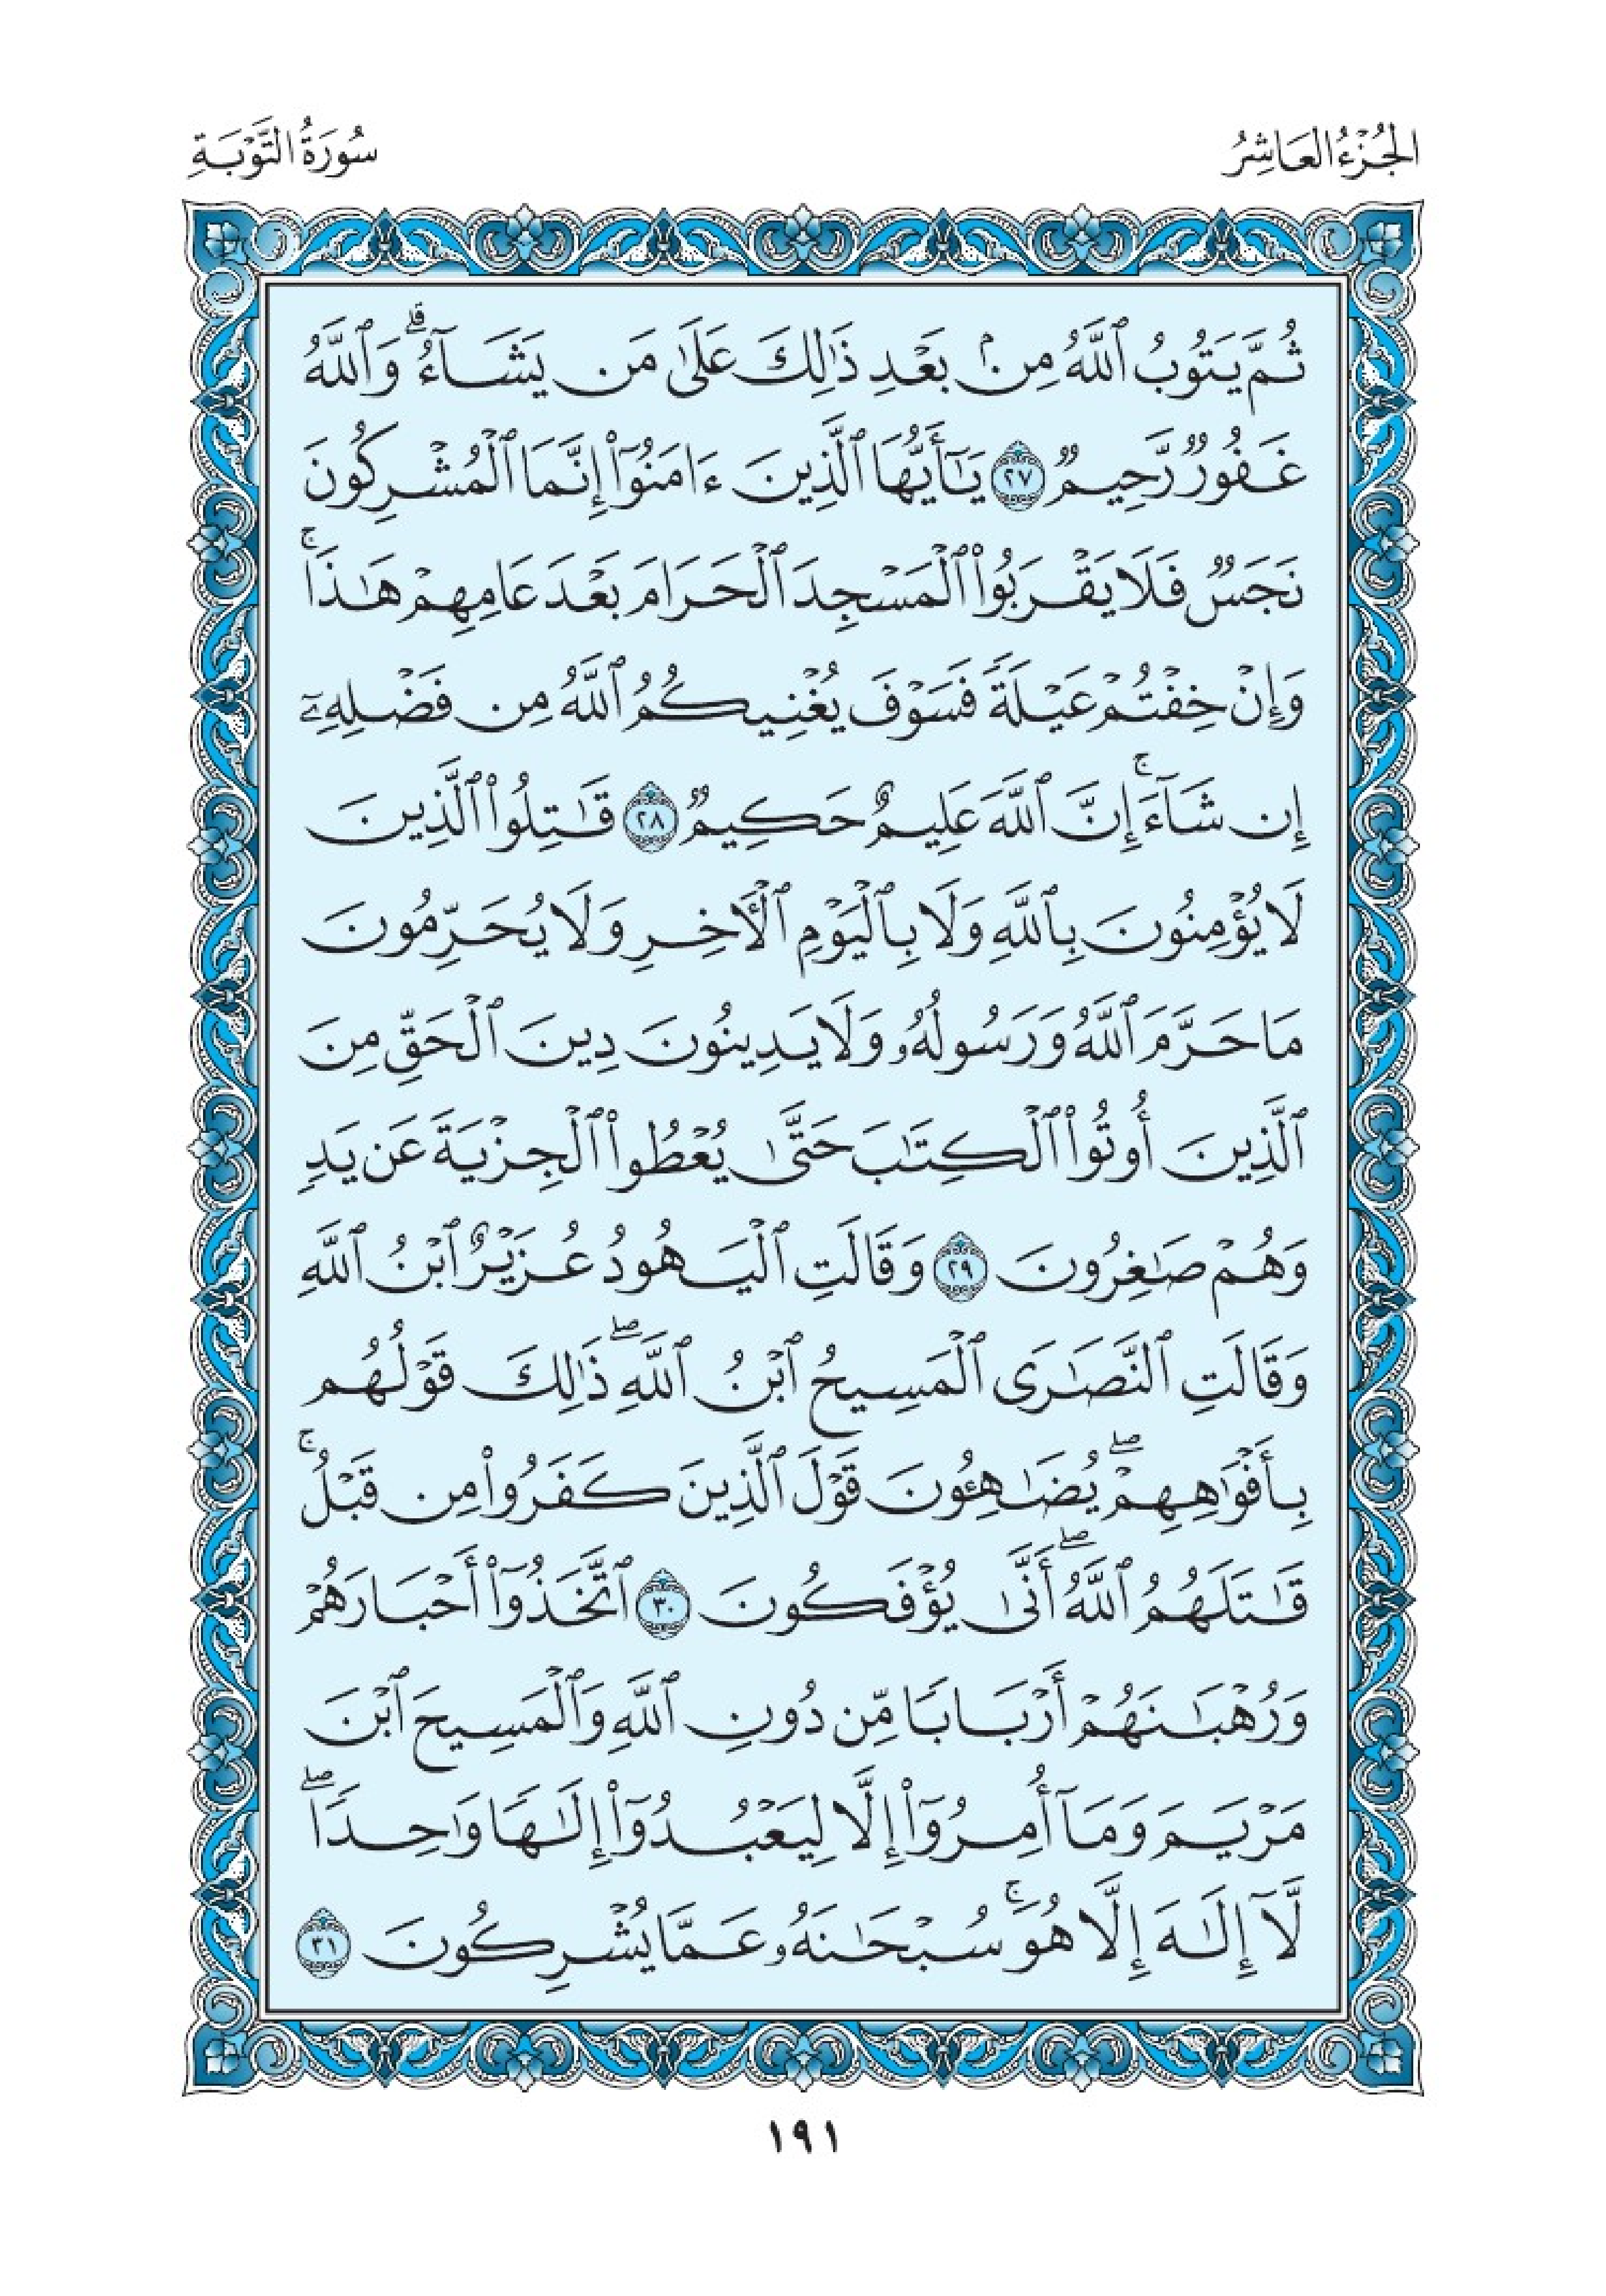 الجُزْءُ العَاشِرُ
سُورَةُ التَّوْبَةِ
ثُمَّ يَتُوبُ ٱللَّهُ مِنۢ بَعْدِ ذَٰلِكَ عَلَىٰ مَن يَشَآءُۗ وَٱللَّهُ
غَفُورٌ رَّحِيمٌ ٢٧ يَٰٓأَيُّهَا ٱلَّذِينَ ءَامَنُوٓا۟ إِنَّمَا ٱلْمُشْرِكُونَ
نَجَسٌ فَلَا يَقْرَبُوا۟ ٱلْمَسْجِدَ ٱلْحَرَامَ بَعْدَ عَامِهِمْ هَٰذَاۚ
وَإِنْ خِفْتُمْ عَيْلَةً فَسَوْفَ يُغْنِيكُمُ ٱللَّهُ مِن فَضْلِهِۦٓ
إِن شَآءَۚ إِنَّ ٱللَّهَ عَلِيمٌ حَكِيمٌ ٢٨ قَٰتِلُوا۟ ٱلَّذِينَ
لَا يُؤْمِنُونَ بِٱللَّهِ وَلَا بِٱلْيَوْمِ ٱلْأَخِرِ وَلَا يُحَرِّمُونَ
مَا حَرَّمَ ٱللَّهُ وَرَسُولُهُۥ وَلَا يَدِينُونَ دِينَ ٱلْحَقِّ مِنَ
ٱلَّذِينَ أُوتُوا۟ ٱلْكِتَٰبَ حَتَّىٰ يُعْطُوا۟ ٱلْجِزْيَةَ عَن يَدٍ
وَهُمْ صَٰغِرُونَ ٢٩ وَقَالَتِ ٱلْيَهُودُ عُزَيْرٌ ٱبْنُ ٱللَّهِ
وَقَالَتِ ٱلنَّصَٰرَى ٱلْمَسِيحُ ٱبْنُ ٱللَّهِۖ ذَٰلِكَ قَوْلُهُم
بِأَفْوَٰهِهِمْۖ يُضَٰهِـُٔونَ قَوْلَ ٱلَّذِينَ كَفَرُوا۟ مِن قَبْلُۚ
قَٰتَلَهُمُ ٱللَّهُۖ أَنَّىٰ يُؤْفَكُونَ ٣٠ ٱتَّخَذُوٓا۟ أَحْبَارَهُمْ
وَرُهْبَٰنَهُمْ أَرْبَابًا مِّن دُونِ ٱللَّهِ وَٱلْمَسِيحَ ٱبْنَ
مَرْيَمَ وَمَآ أُمِرُوٓا۟ إِلَّا لِيَعْبُدُوٓا۟ إِلَٰهًا وَٰحِدًاۖ
لَّآ إِلَٰهَ إِلَّا هُوَۚ سُبْحَٰنَهُۥ عَمَّا يُشْرِكُونَ ٣١
١٩١